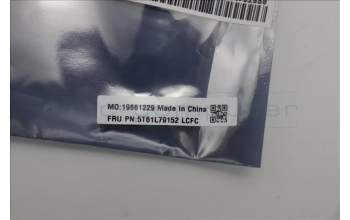 MO:19861229 Made in China
FRU PN:5T61L79152 LCFC